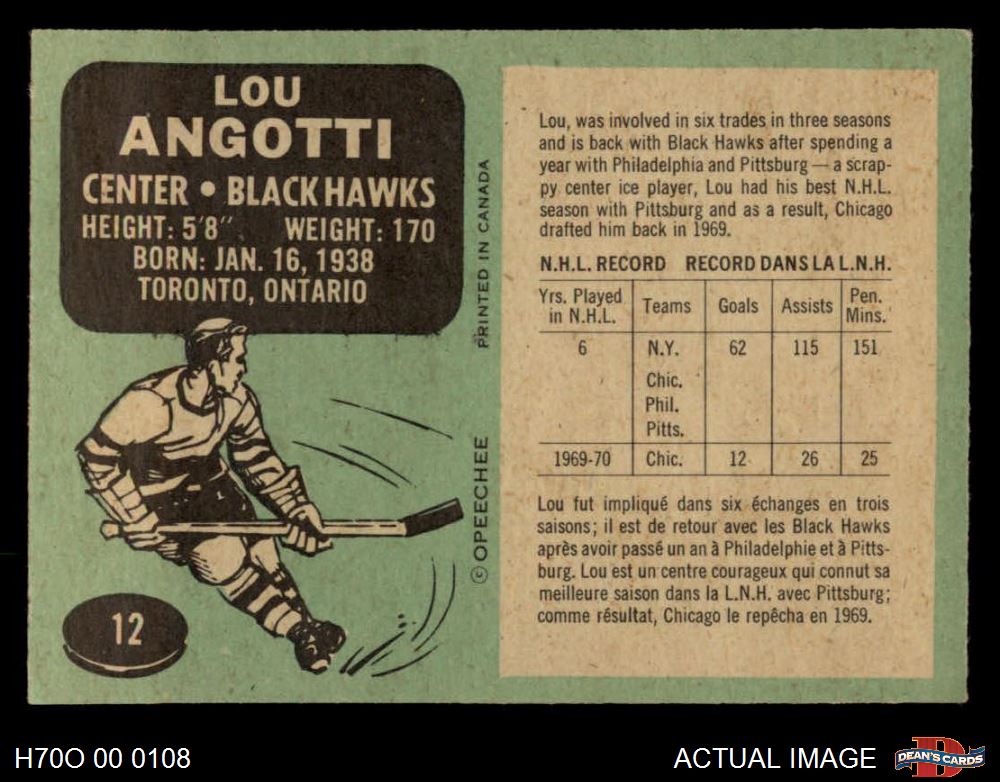 LOU
ANGOTTI
CENTER • BLACK HAWKS
HEIGHT: 5'8" WEIGHT: 170
BORN: JAN. 16, 1938
TORONTO, ONTARIO
12
© OPEECHEE PRINTED IN CANADA
Lou, was involved in six trades in three seasons
and is back with Black Hawks after spending a
year with Philadelphia and Pittsburg — a scrap-
py center ice player, Lou had his best N.H.L.
season with Pittsburg and as a result, Chicago
drafted him back in 1969.
N.H.L. RECORD RECORD DANS LA L.N.H.
Yrs. Played Teams Goals Assists Pen.
in N.H.L. Mins.
6 N.Y. 62 115 151
Chic.
Phil.
Pitts.
1969-70 Chic. 12 26 25
Lou fut impliqué dans six échanges en trois
saisons; il est de retour avec les Black Hawks
après avoir passé un an à Philadelphie et à Pitts-
burg. Lou est un centre courageux qui connut sa
meilleure saison dans la L.N.H. avec Pittsburg;
comme résultat, Chicago le repêcha en 1969.
H70O 00 0108
ACTUAL IMAGE
D
DEAN'S CARDS